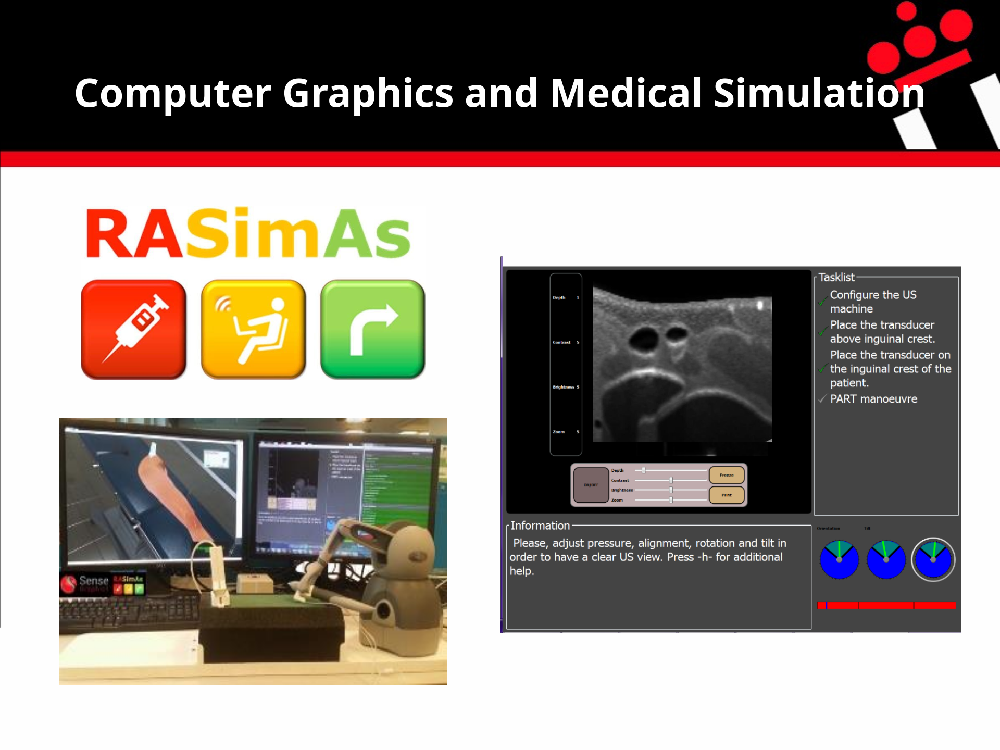 Computer Graphics and Medical Simulation
RASimAs
Sense
Graphics
RASimAs
Depth 1
Contrast 5
Brightness 5
Zoom 5
ON/OFF
Depth
Contrast
Brightness
Zoom
Freeze
Print
Tasklist
Configure the US
machine
Place the transducer
above inguinal crest.
Place the transducer on
the inguinal crest of the
patient.
PART manoeuvre
Information
Please, adjust pressure, alignment, rotation and tilt in
order to have a clear US view. Press -h- for additional
help.
Orientation
Tilt